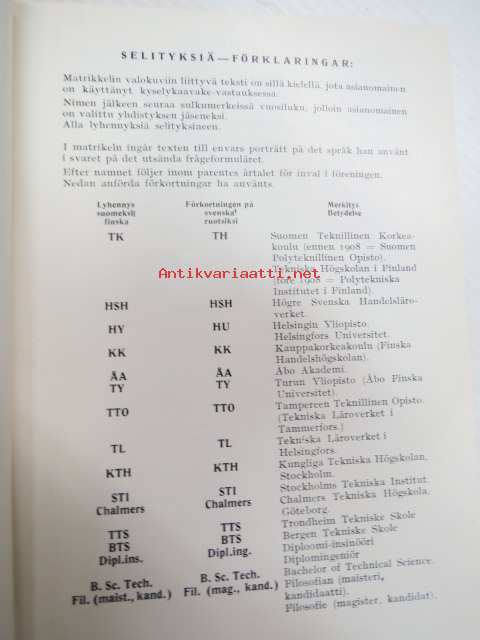 SELITYKSIÄ—FÖRKLARINGAR:
Matrikkelin valokuviin liittyvä teksti on sillä kielellä, jota asianomainen
on käyttänyt kyselykaavake-vastauksessa.
Nimen jälkeen seuraa sulkumerkeissä vuosiluku, jolloin asianomainen
on valittu yhdistyksen jäseneksi.
Alla lyhennyksiä selityksineen.
I matrikeln ingår texten till envars porträtt på det språk han använt
i svaret på det utsända frågeformuläret.
Efter namnet följer inom parentes årtalet för inval i föreningen.
Nedan anförda förkortningar ha använts.
Lyhennys Förkortningen på Merkitys
suomeksi svenska Betydelse
finska ruotsiksi
TK TH Suomen Teknillinen Korkea-
koulu (ennen 1908 = Suomen
Polyteknillinen Opisto).
Antikvariaatti.net
Tekniska Högskolan i Finland
(före 1908 = Polytekniska
Institutet i Finland).
HSH HSH Högre Svenska Handelsläro-
verket.
HY HU Helsingin Yliopisto.
Helsingfors Universitet.
KK KK Kauppakorkeakoulu (Finska
Handelshögskolan).
ÅA ÅA Åbo Akademi.
TY TY Turun Yliopisto (Åbo Finska
Universitet).
TTO TTO Tampereen Teknillinen Opisto.
(Tekniska Läroverket i
Tammerfors.)
TL TL Tekniska Läroverket i
Helsingfors.
KTH KTH Kungliga Tekniska Högskolan,
Stockholm.
STI STI Stockholms Tekniska Institut.
Chalmers Chalmers Chalmers Tekniska Högskola,
Göteborg.
TTS TTS Trondheim Tekniske Skole
BTS BTS Bergen Tekniske Skole
Dipl.ins. Dipl.ing. Diploomi-insinööri
Diplomingeniör
B. Sc. Tech. B. Sc. Tech. Bachelor of Technical Science.
Fil. (maist., kand.) Fil. (mag., kand.) Filosofian (maisteri,
kandidaatti).
Filosofie (magister, kandidat).